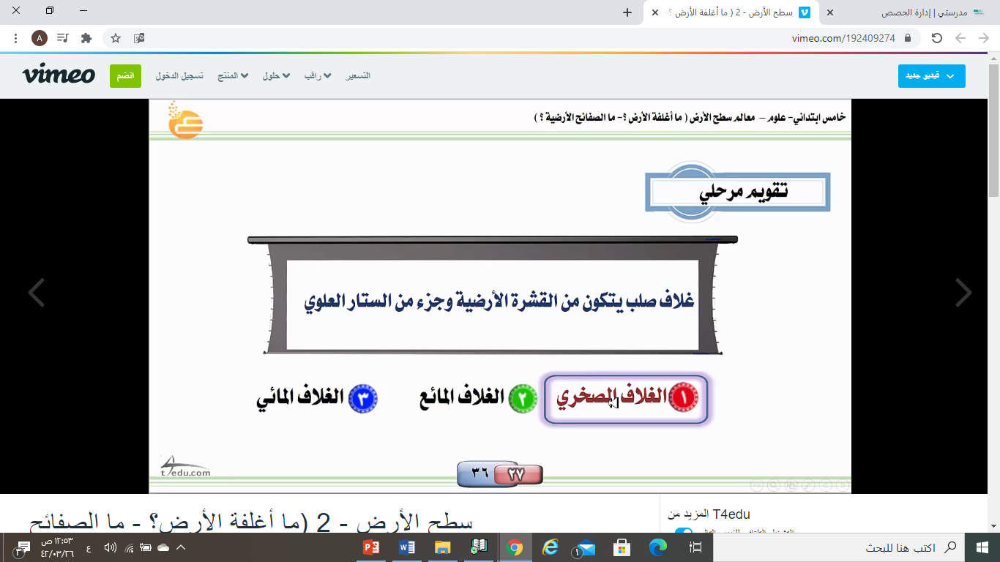 مدرستي | إدارة الحصص
سطح الأرض - 2 ( ما أغلفة الأرض ؟-
vimeo.com/192409274
A
vimeo
انضم
تسجيل الدخول
المنتج
حلول
راقب
التسعير
فيديو جديد
خامس ابتدائي- علوم – معالم سطح الأرض ( ما أغلفة الأرض ؟- ما الصفائح الأرضية ؟ )
تقويم مرحلي
غلاف صلب يتكون من القشرة الأرضية وجزء من الستار العلوي
١ الغلاف الصخري
٢ الغلاف المائع
٣ الغلاف المائي
٢٧ ٣٦
t4edu.com
سطح الأرض - 2 (ما أغلفة الأرض؟ - ما الصفائح
المزيد من T4edu
اكتب هنا للبحث
١
ع
١٢:٥٣ ص
٤٢/٠٣/٢٦
٣